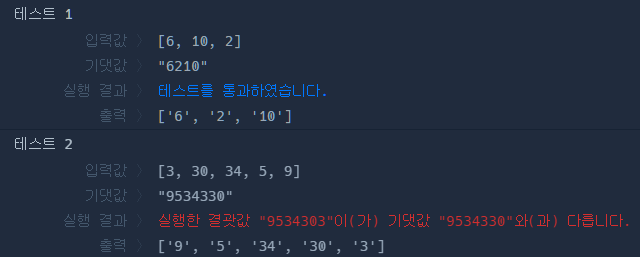 테스트 1
입력값 〉 [6, 10, 2]
기댓값 〉 "6210"
실행 결과 〉 테스트를 통과하였습니다.
출력 〉 ['6', '2', '10']
테스트 2
입력값 〉 [3, 30, 34, 5, 9]
기댓값 〉 "9534330"
실행 결과 〉 실행한 결괏값 "9534303"이(가) 기댓값 "9534330"와(과) 다릅니다.
출력 〉 ['9', '5', '34', '30', '3']